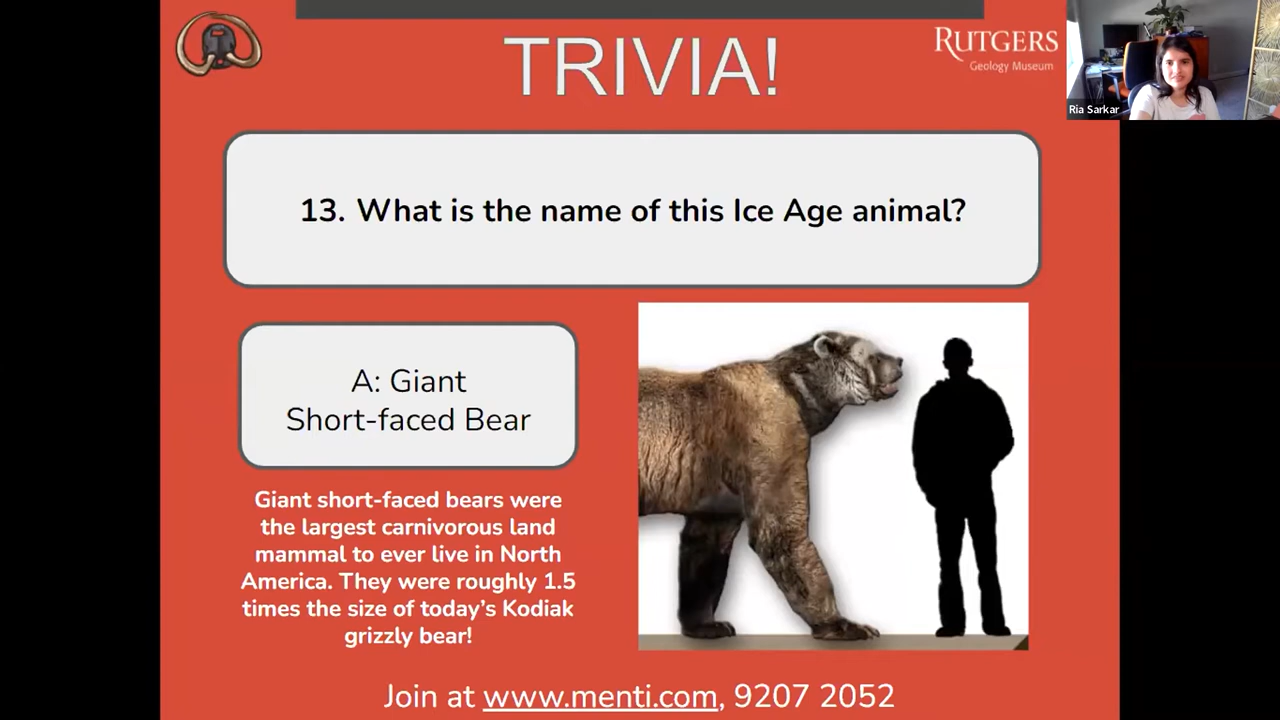 TRIVIA!
RUTGERS
Geology Museum
Ria Sarkar
13. What is the name of this Ice Age animal?
A: Giant
Short-faced Bear
Giant short-faced bears were
the largest carnivorous land
mammal to ever live in North
America. They were roughly 1.5
times the size of today's Kodiak
grizzly bear!
Join at www.menti.com, 9207 2052